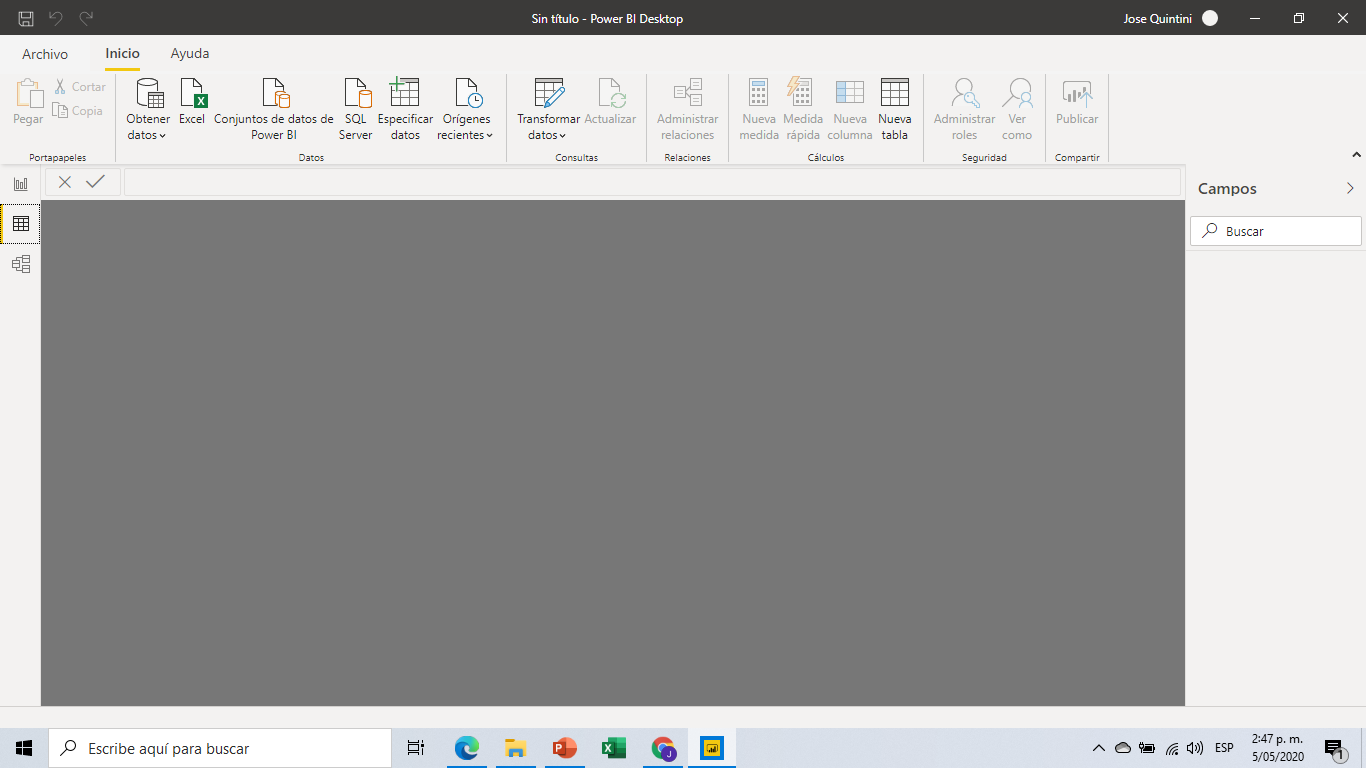 Sin título - Power BI Desktop
Jose Quintini
Archivo
Inicio
Ayuda
Pegar
Cortar
Copia
Portapapeles
Obtener
datos
Excel
Conjuntos de datos de
Power BI
SQL
Server
Especificar
datos
Orígenes
recientes
Datos
Transformar
datos
Actualizar
Consultas
Administrar
relaciones
Relaciones
Nueva
medida
Medida
rápida
Nueva
columna
Nueva
tabla
Cálculos
Administrar
roles
Ver
como
Seguridad
Publicar
Compartir
Campos
Buscar
Escribe aquí para buscar
ESP
2:47 p. m.
5/05/2020
1